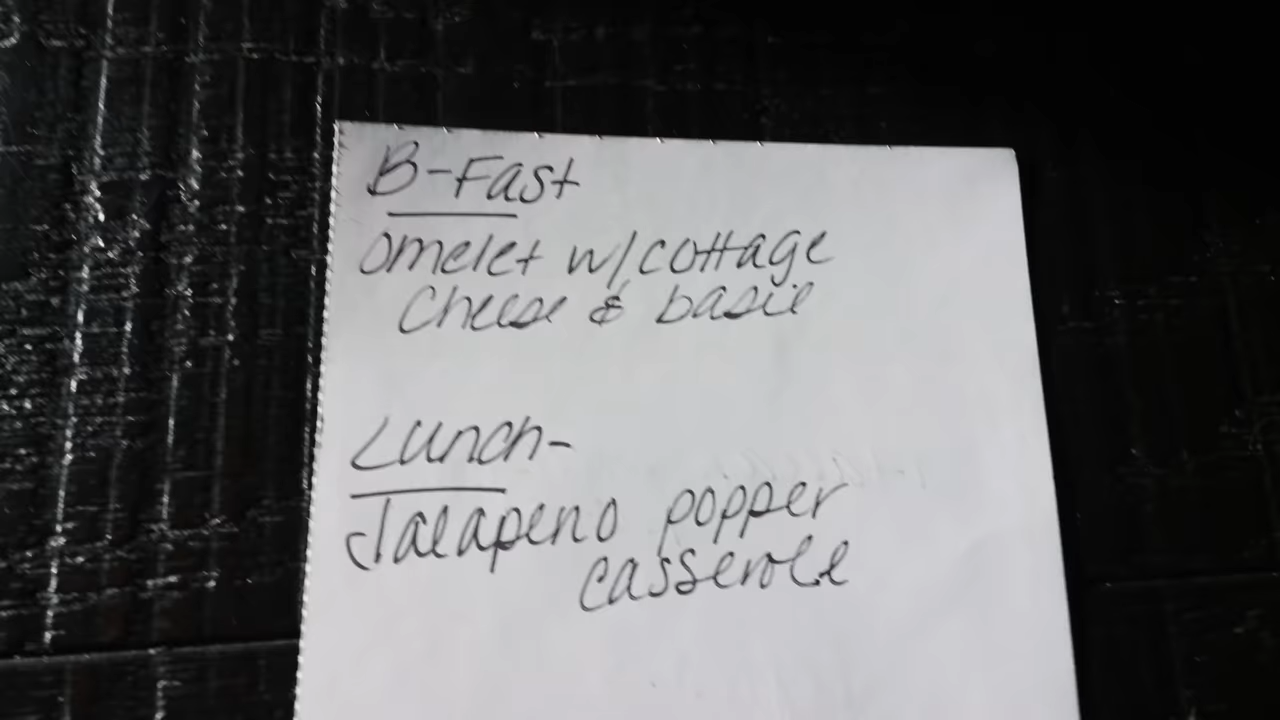 B-Fast
Omelet w/cottage
Cheese & basil
Lunch-
Jalapeno popper
casserole